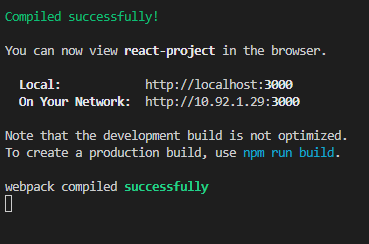 Compiled successfully!
You can now view react-project in the browser.
Local: http://localhost:3000
On Your Network: http://10.92.1.29:3000
Note that the development build is not optimized.
To create a production build, use npm run build.
webpack compiled successfully